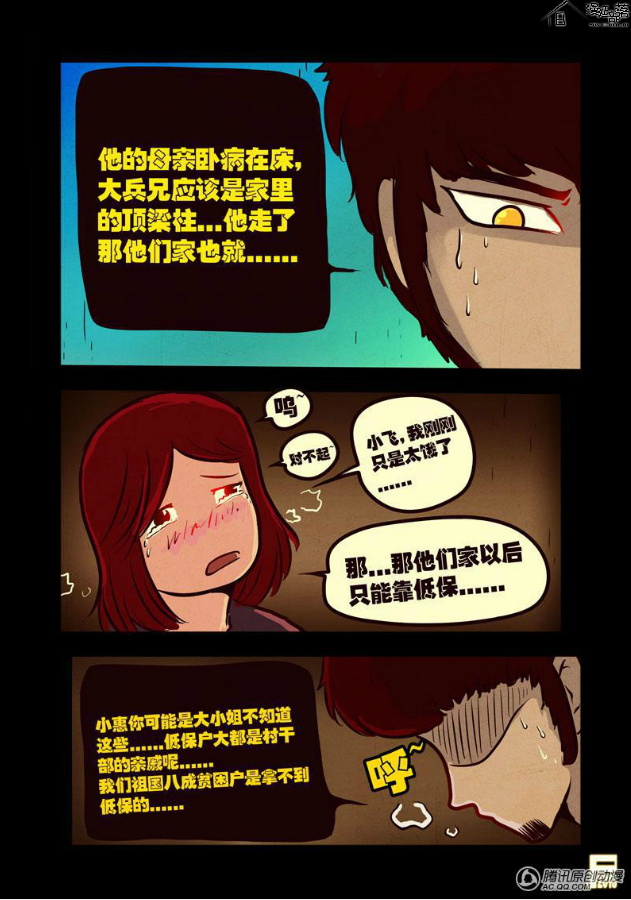 他的母亲卧病在床,
大兵兄应该是家里
的顶梁柱...他走了
那他们家也就......
呜~
对不起~
小飞,我刚刚
只是太饿了
......
那...那他们家以后
只能靠低保......
小惠你可能是大小姐不知道
这些......低保户大都是村干
部的亲戚呢......
我们祖国八成贫困户是拿不到
低保的......
哎~
腾讯原创动漫
AC.QQ.COM